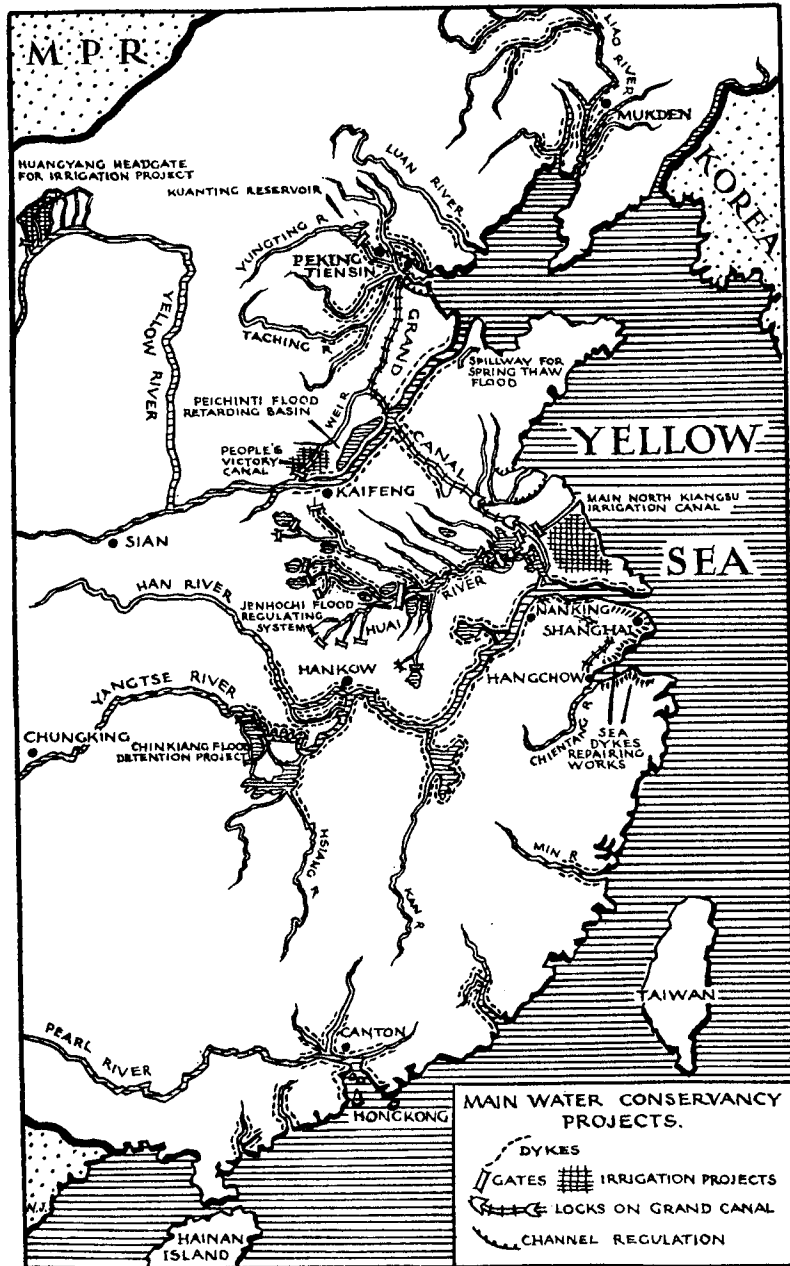 MPR
LIAO RIVER
MUKDEN
KOREA
HUANGYANG HEADGATE
FOR IRRIGATION PROJECT
LUAN RIVER
KUANTING RESERVOIR
YUNGTING R
PEKING
TIENSIN
YELLOW RIVER
TACHING R
GRAND
CANAL
SPILLWAY FOR
SPRING THAW
FLOOD
PEICHINTI FLOOD
RETARDING BASIN
WEI R
PEOPLE'S
VICTORY
CANAL
YELLOW
SEA
KAIFENG
MAIN NORTH KIANGSU
IRRIGATION CANAL
SIAN
HAN RIVER
JENHOCHI FLOOD
REGULATING
SYSTEM
HUAI
RIVER
NANKING
SHANGHAI
HANKOW
HANGCHOW
YANGTSE RIVER
CHUNGKING
CHINKIANG FLOOD
DETENTION PROJECT
CHIENTANG R
SEA
DYKES
REPAIRING
WORKS
HSIANG R
KAN R
MIN R
TAIWAN
CANTON
PEARL RIVER
HONGKONG
N.J.
HAINAN
ISLAND
MAIN WATER CONSERVANCY
PROJECTS.
DYKES
GATES
IRRIGATION PROJECTS
LOCKS ON GRAND CANAL
CHANNEL REGULATION